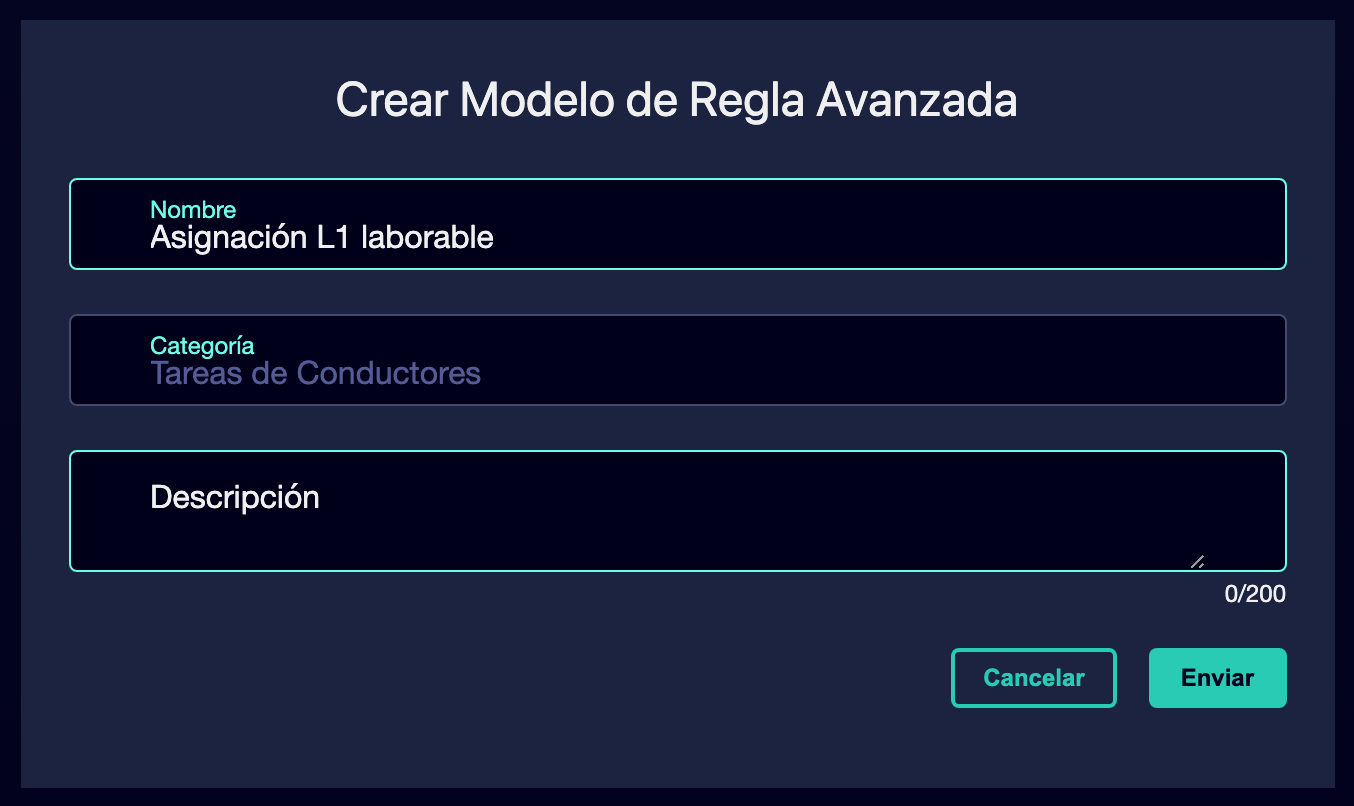 Crear Modelo de Regla Avanzada
Nombre
Asignación L1 laborable
Categoría
Tareas de Conductores
Descripción
0/200
Cancelar
Enviar